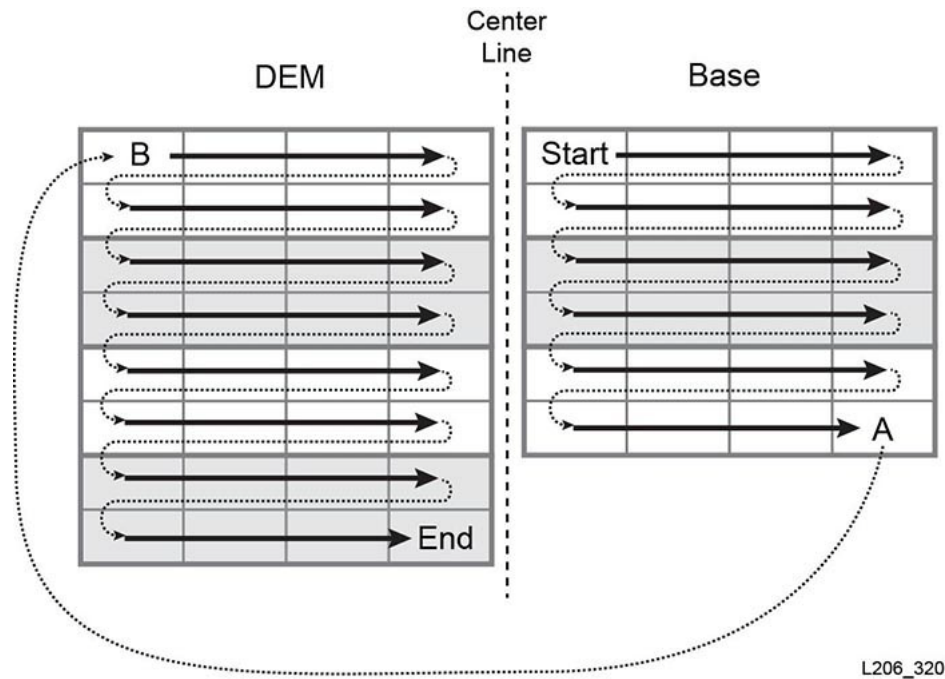 Center
Line
DEM
Base
B
Start
A
End
L206_320